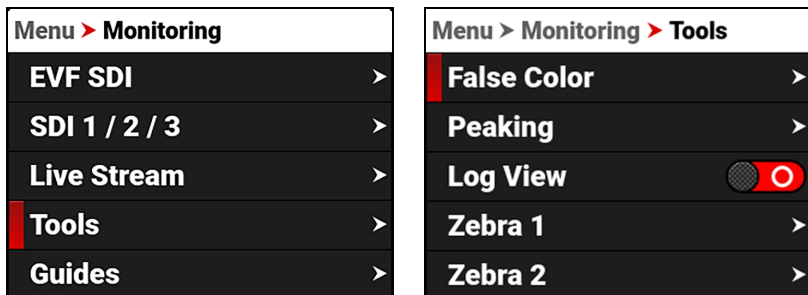 Menu > Monitoring
EVF SDI
SDI 1 / 2 / 3
Live Stream
Tools
Guides
Menu > Monitoring > Tools
False Color
Peaking
Log View
Zebra 1
Zebra 2